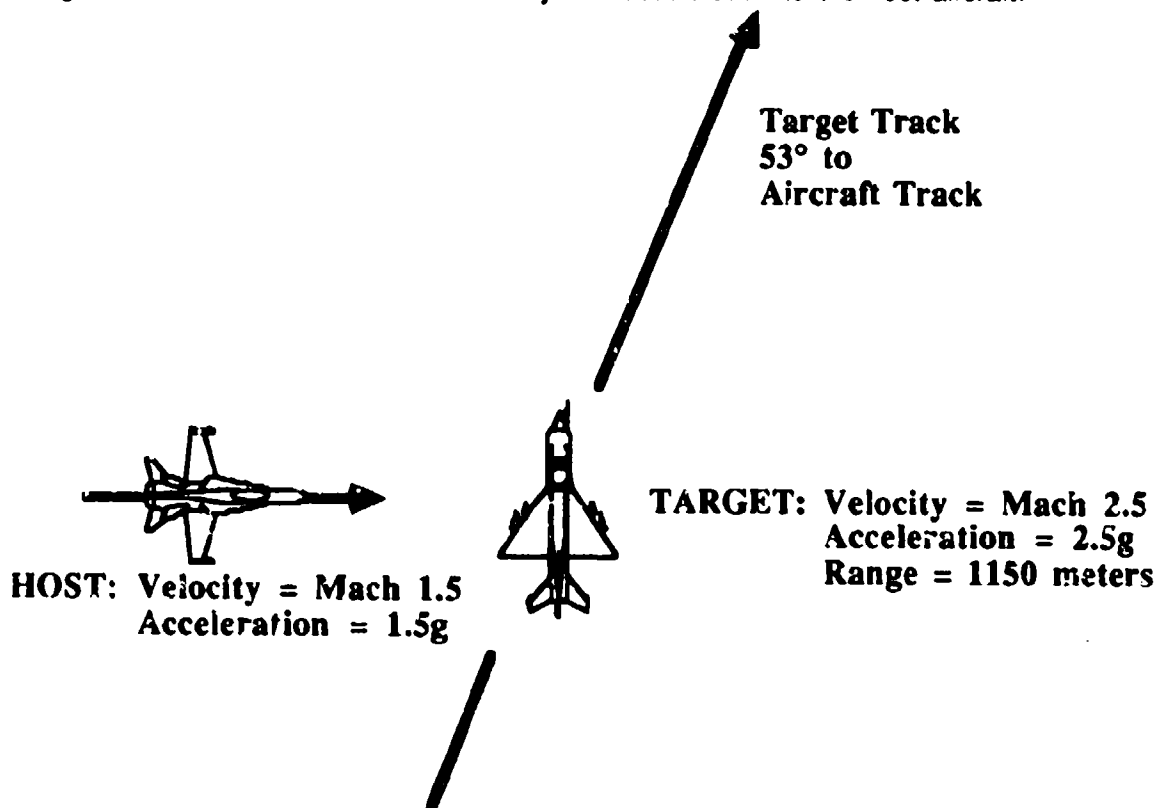 aircraft.
Target Track
53° to
Aircraft Track
TARGET: Velocity = Mach 2.5
Acceleration = 2.5g
Range = 1150 meters
HOST: Velocity = Mach 1.5
Acceleration = 1.5g